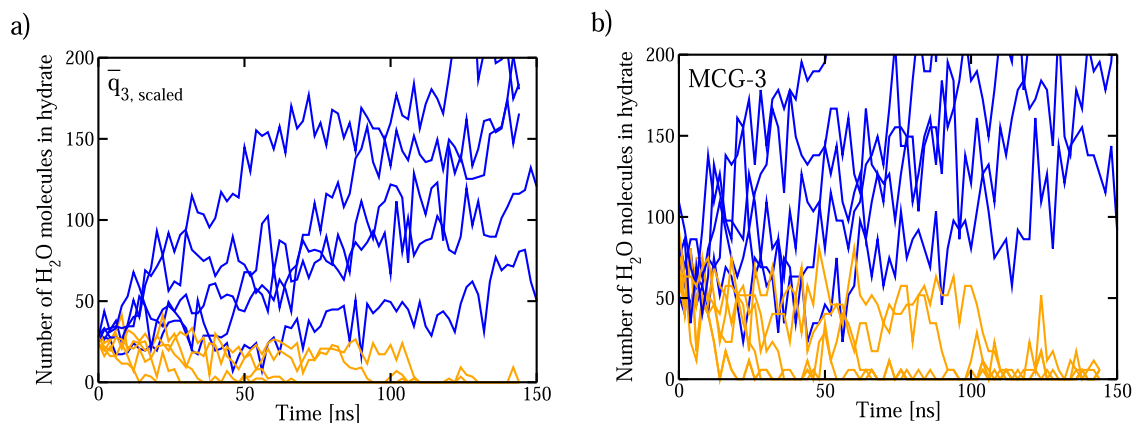 a)
Number of H₂O molecules in hydrate
200
150
100
50
0
q̄₃, scaled
0 50 100 150
Time [ns]
b)
Number of H₂O molecules in hydrate
200
150
100
50
0
MCG-3
0 50 100 150
Time [ns]